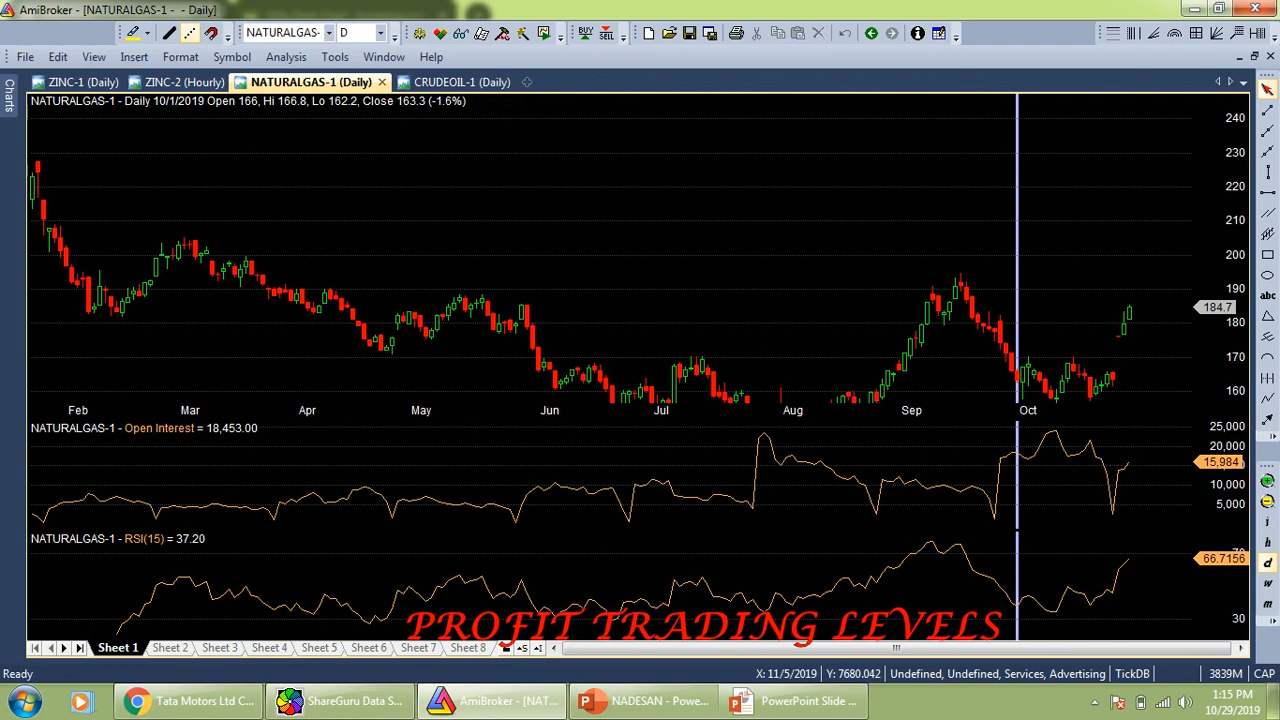 AmiBroker - [NATURALGAS-1 - - Daily]
NATURALGAS- D
BUY SELL
File Edit View Insert Format Symbol Analysis Tools Window Help
Charts
ZINC-1 (Daily) ZINC-2 (Hourly) NATURALGAS-1 (Daily) CRUDEOIL-1 (Daily)
NATURALGAS-1 - Daily 10/1/2019 Open 166, Hi 166.8, Lo 162.2, Close 163.3 (-1.6%)
240
230
220
210
200
190
184.7
180
170
160
Feb Mar Apr May Jun Jul Aug Sep Oct
NATURALGAS-1 - Open Interest = 18,453.00
25,000
20,000
15,984
10,000
5,000
NATURALGAS-1 - RSI(15) = 37.20
66.7156
30
abc
i
h
d
w
m
PROFIT TRADING LEVELS
Sheet 1 Sheet 2 Sheet 3 Sheet 4 Sheet 5 Sheet 6 Sheet 7 Sheet 8
Ready X: 11/5/2019 Y: 7680.042 Undefined, Undefined, Services, Advertising TickDB 3839M CAP
Tata Motors Ltd C... ShareGuru Data S... AmiBroker - [NAT... NADESAN - Powe... PowerPoint Slide ...
1:15 PM
10/29/2019